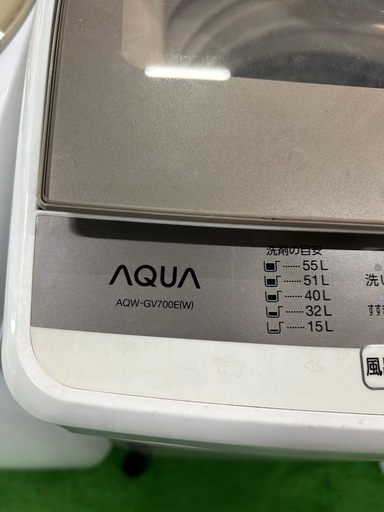 AQUA
AQW-GV700E(W)
洗剤の目安
……55L
……51L
……40L
……32L
……15L
洗い
すす
風